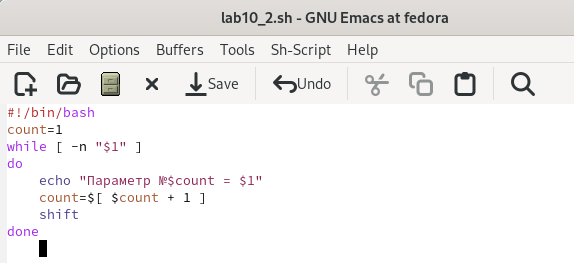 lab10_2.sh - GNU Emacs at fedora
File Edit Options Buffers Tools Sh-Script Help
Save Undo
#!/bin/bash
count=1
while [ -n "$1" ]
do
    echo "Параметр №$count = $1"
    count=$[ $count + 1 ]
    shift
done